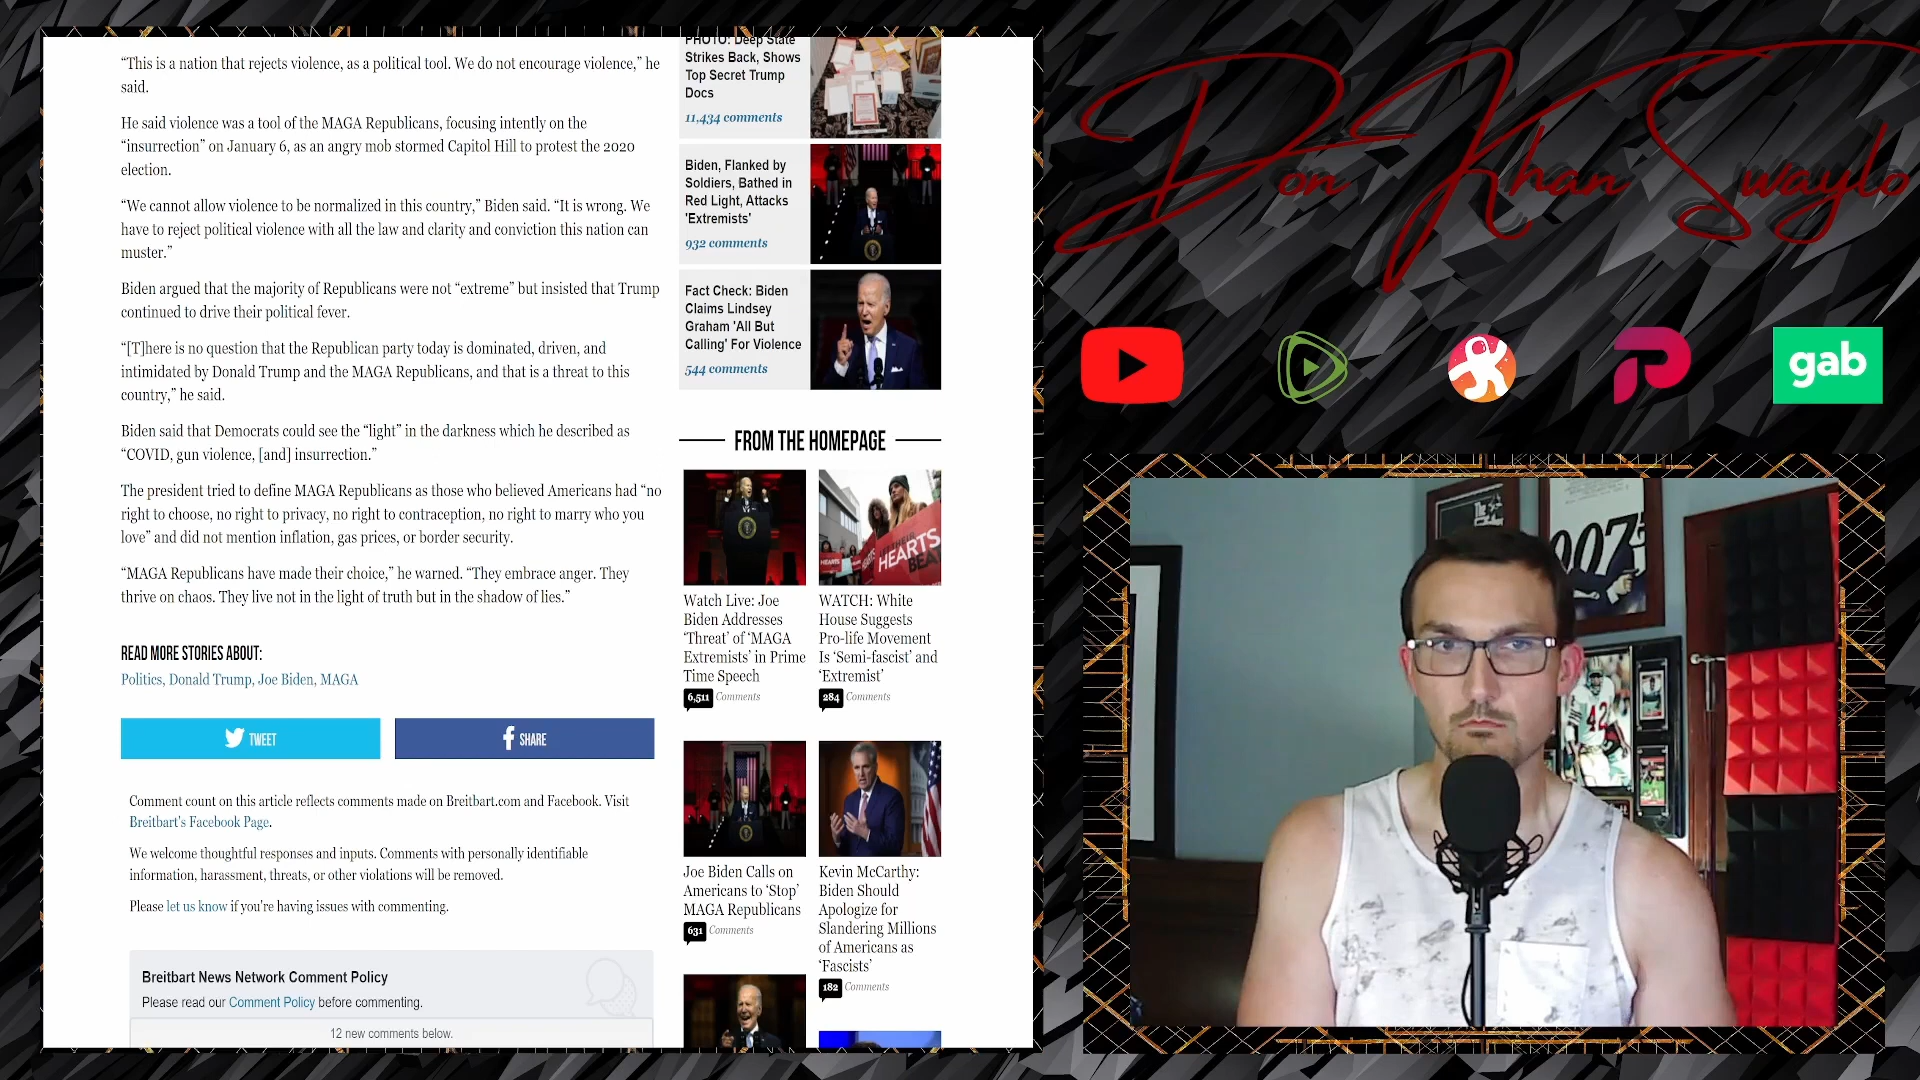 “This is a nation that rejects violence, as a political tool. We do not encourage violence,” he
said.
He said violence was a tool of the MAGA Republicans, focusing intently on the
“insurrection” on January 6, as an angry mob stormed Capitol Hill to protest the 2020
election.
“We cannot allow violence to be normalized in this country,” Biden said. “It is wrong. We
have to reject political violence with all the law and clarity and conviction this nation can
muster.”
Biden argued that the majority of Republicans were not “extreme” but insisted that Trump
continued to drive their political fever.
“[T]here is no question that the Republican party today is dominated, driven, and
intimidated by Donald Trump and the MAGA Republicans, and that is a threat to this
country,” he said.
Biden said that Democrats could see the “light” in the darkness which he described as
“COVID, gun violence, [and] insurrection.”
The president tried to define MAGA Republicans as those who believed Americans had “no
right to choose, no right to privacy, no right to contraception, no right to marry who you
love” and did not mention inflation, gas prices, or border security.
“MAGA Republicans have made their choice,” he warned. “They embrace anger. They
thrive on chaos. They live not in the light of truth but in the shadow of lies.”
READ MORE STORIES ABOUT:
Politics, Donald Trump, Joe Biden, MAGA
TWEET
SHARE
Comment count on this article reflects comments made on Breitbart.com and Facebook. Visit
Breitbart's Facebook Page.
We welcome thoughtful responses and inputs. Comments with personally identifiable
information, harassment, threats, or other violations will be removed.
Please let us know if you're having issues with commenting.
Breitbart News Network Comment Policy
Please read our Comment Policy before commenting.
12 new comments below.
PHOTO: Deep State
Strikes Back, Shows
Top Secret Trump
Docs
11,434 comments
Biden, Flanked by
Soldiers, Bathed in
Red Light, Attacks
'Extremists'
932 comments
Fact Check: Biden
Claims Lindsey
Graham 'All But
Calling' For Violence
544 comments
FROM THE HOMEPAGE
HEARTS
BEA
Watch Live: Joe
Biden Addresses
‘Threat’ of ‘MAGA
Extremists’ in Prime
Time Speech
6,511 Comments
WATCH: White
House Suggests
Pro-life Movement
Is ‘Semi-fascist’ and
‘Extremist’
284 Comments
Joe Biden Calls on
Americans to ‘Stop’
MAGA Republicans
631 Comments
Kevin McCarthy:
Biden Should
Apologize for
Slandering Millions
of Americans as
‘Fascists’
182 Comments
Don Khan Swaylo
gab
007
42